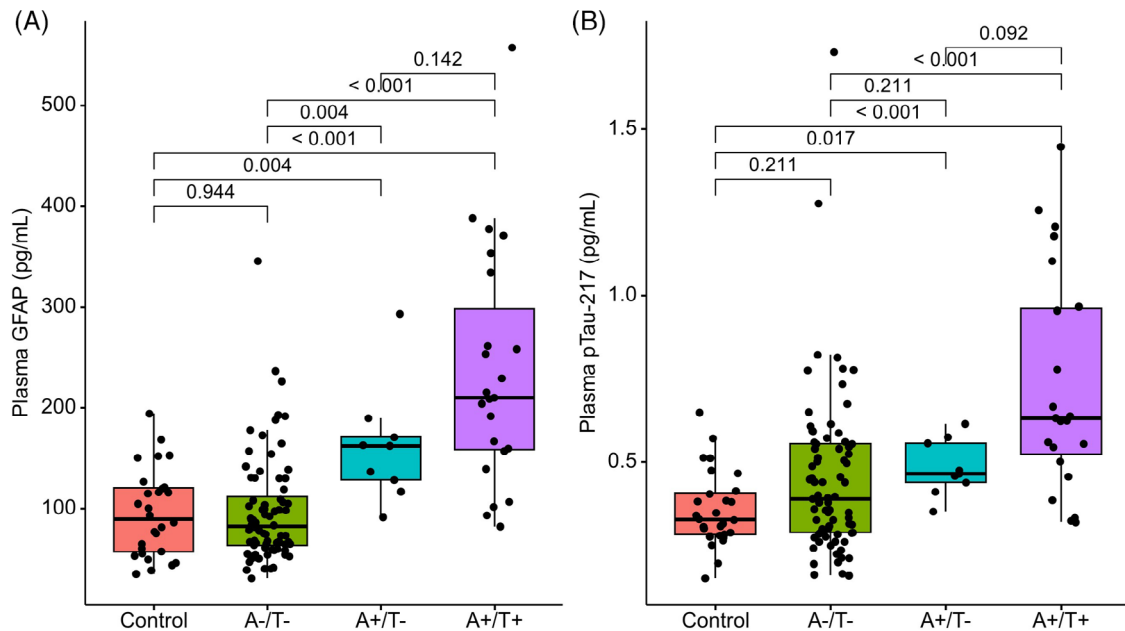 (A)
Plasma GFAP (pg/mL)
500
400
300
200
100
0.142
< 0.001
0.004
< 0.001
0.004
0.944
Control
A-/T-
A+/T-
A+/T+
(B)
Plasma pTau-217 (pg/mL)
1.5
1.0
0.5
0.092
< 0.001
0.211
< 0.001
0.017
0.211
Control
A-/T-
A+/T-
A+/T+